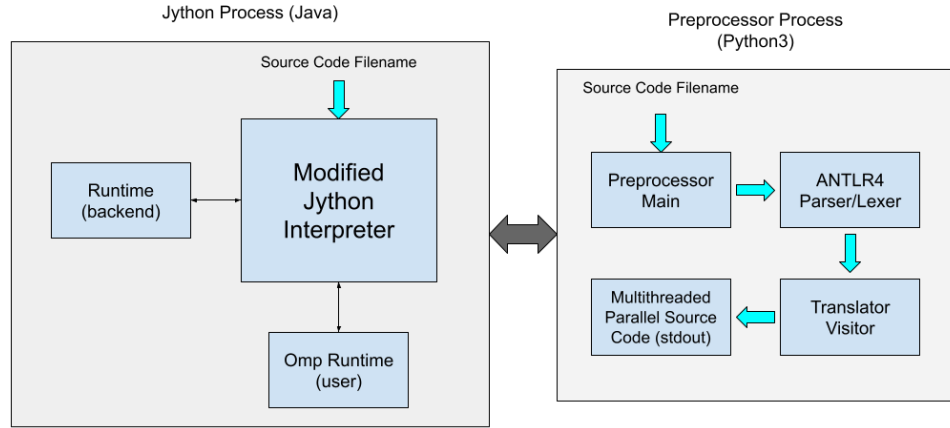 Jython Process (Java)
Source Code Filename
Modified
Jython
Interpreter
Runtime
(backend)
Omp Runtime
(user)
Preprocessor Process
(Python3)
Source Code Filename
Preprocessor
Main
ANTLR4
Parser/Lexer
Multithreaded
Parallel Source
Code (stdout)
Translator
Visitor